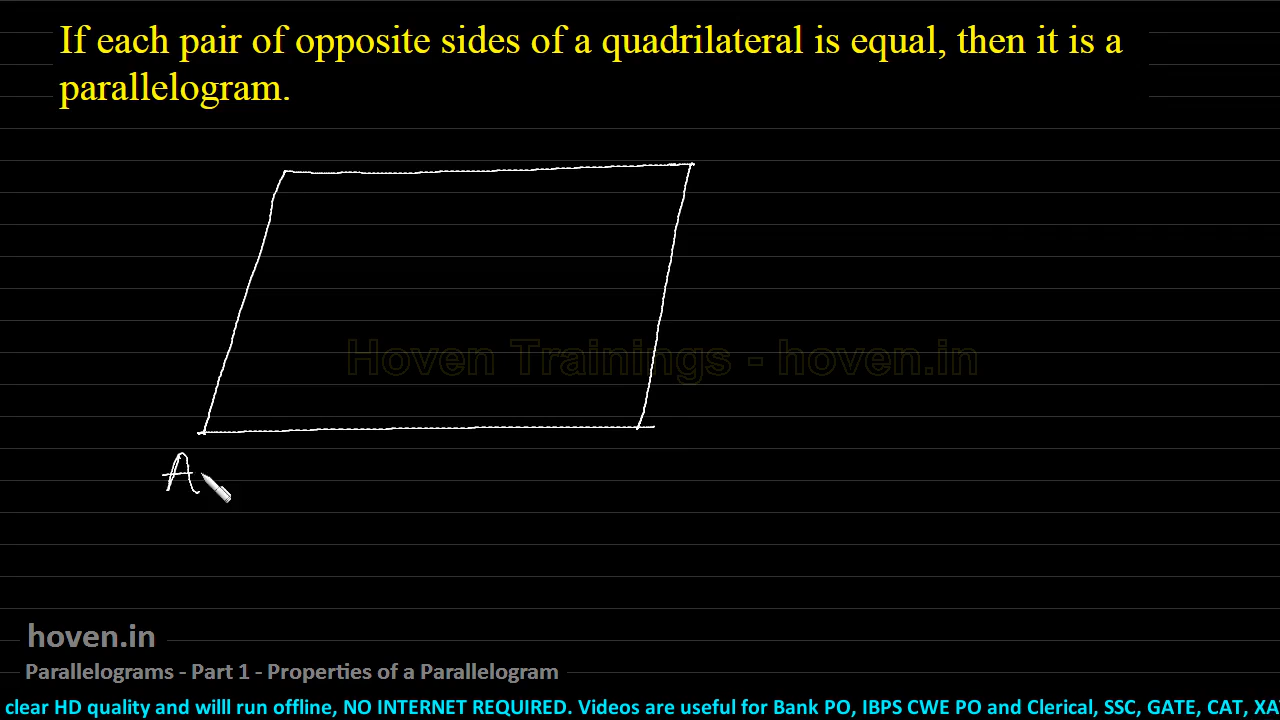 If each pair of opposite sides of a quadrilateral is equal, then it is a
parallelogram.
Hoven Trainings - hoven.in
A
hoven.in
Parallelograms - Part 1 - Properties of a Parallelogram
clear HD quality and willl run offline, NO INTERNET REQUIRED. Videos are useful for Bank PO, IBPS CWE PO and Clerical, SSC, GATE, CAT, XA